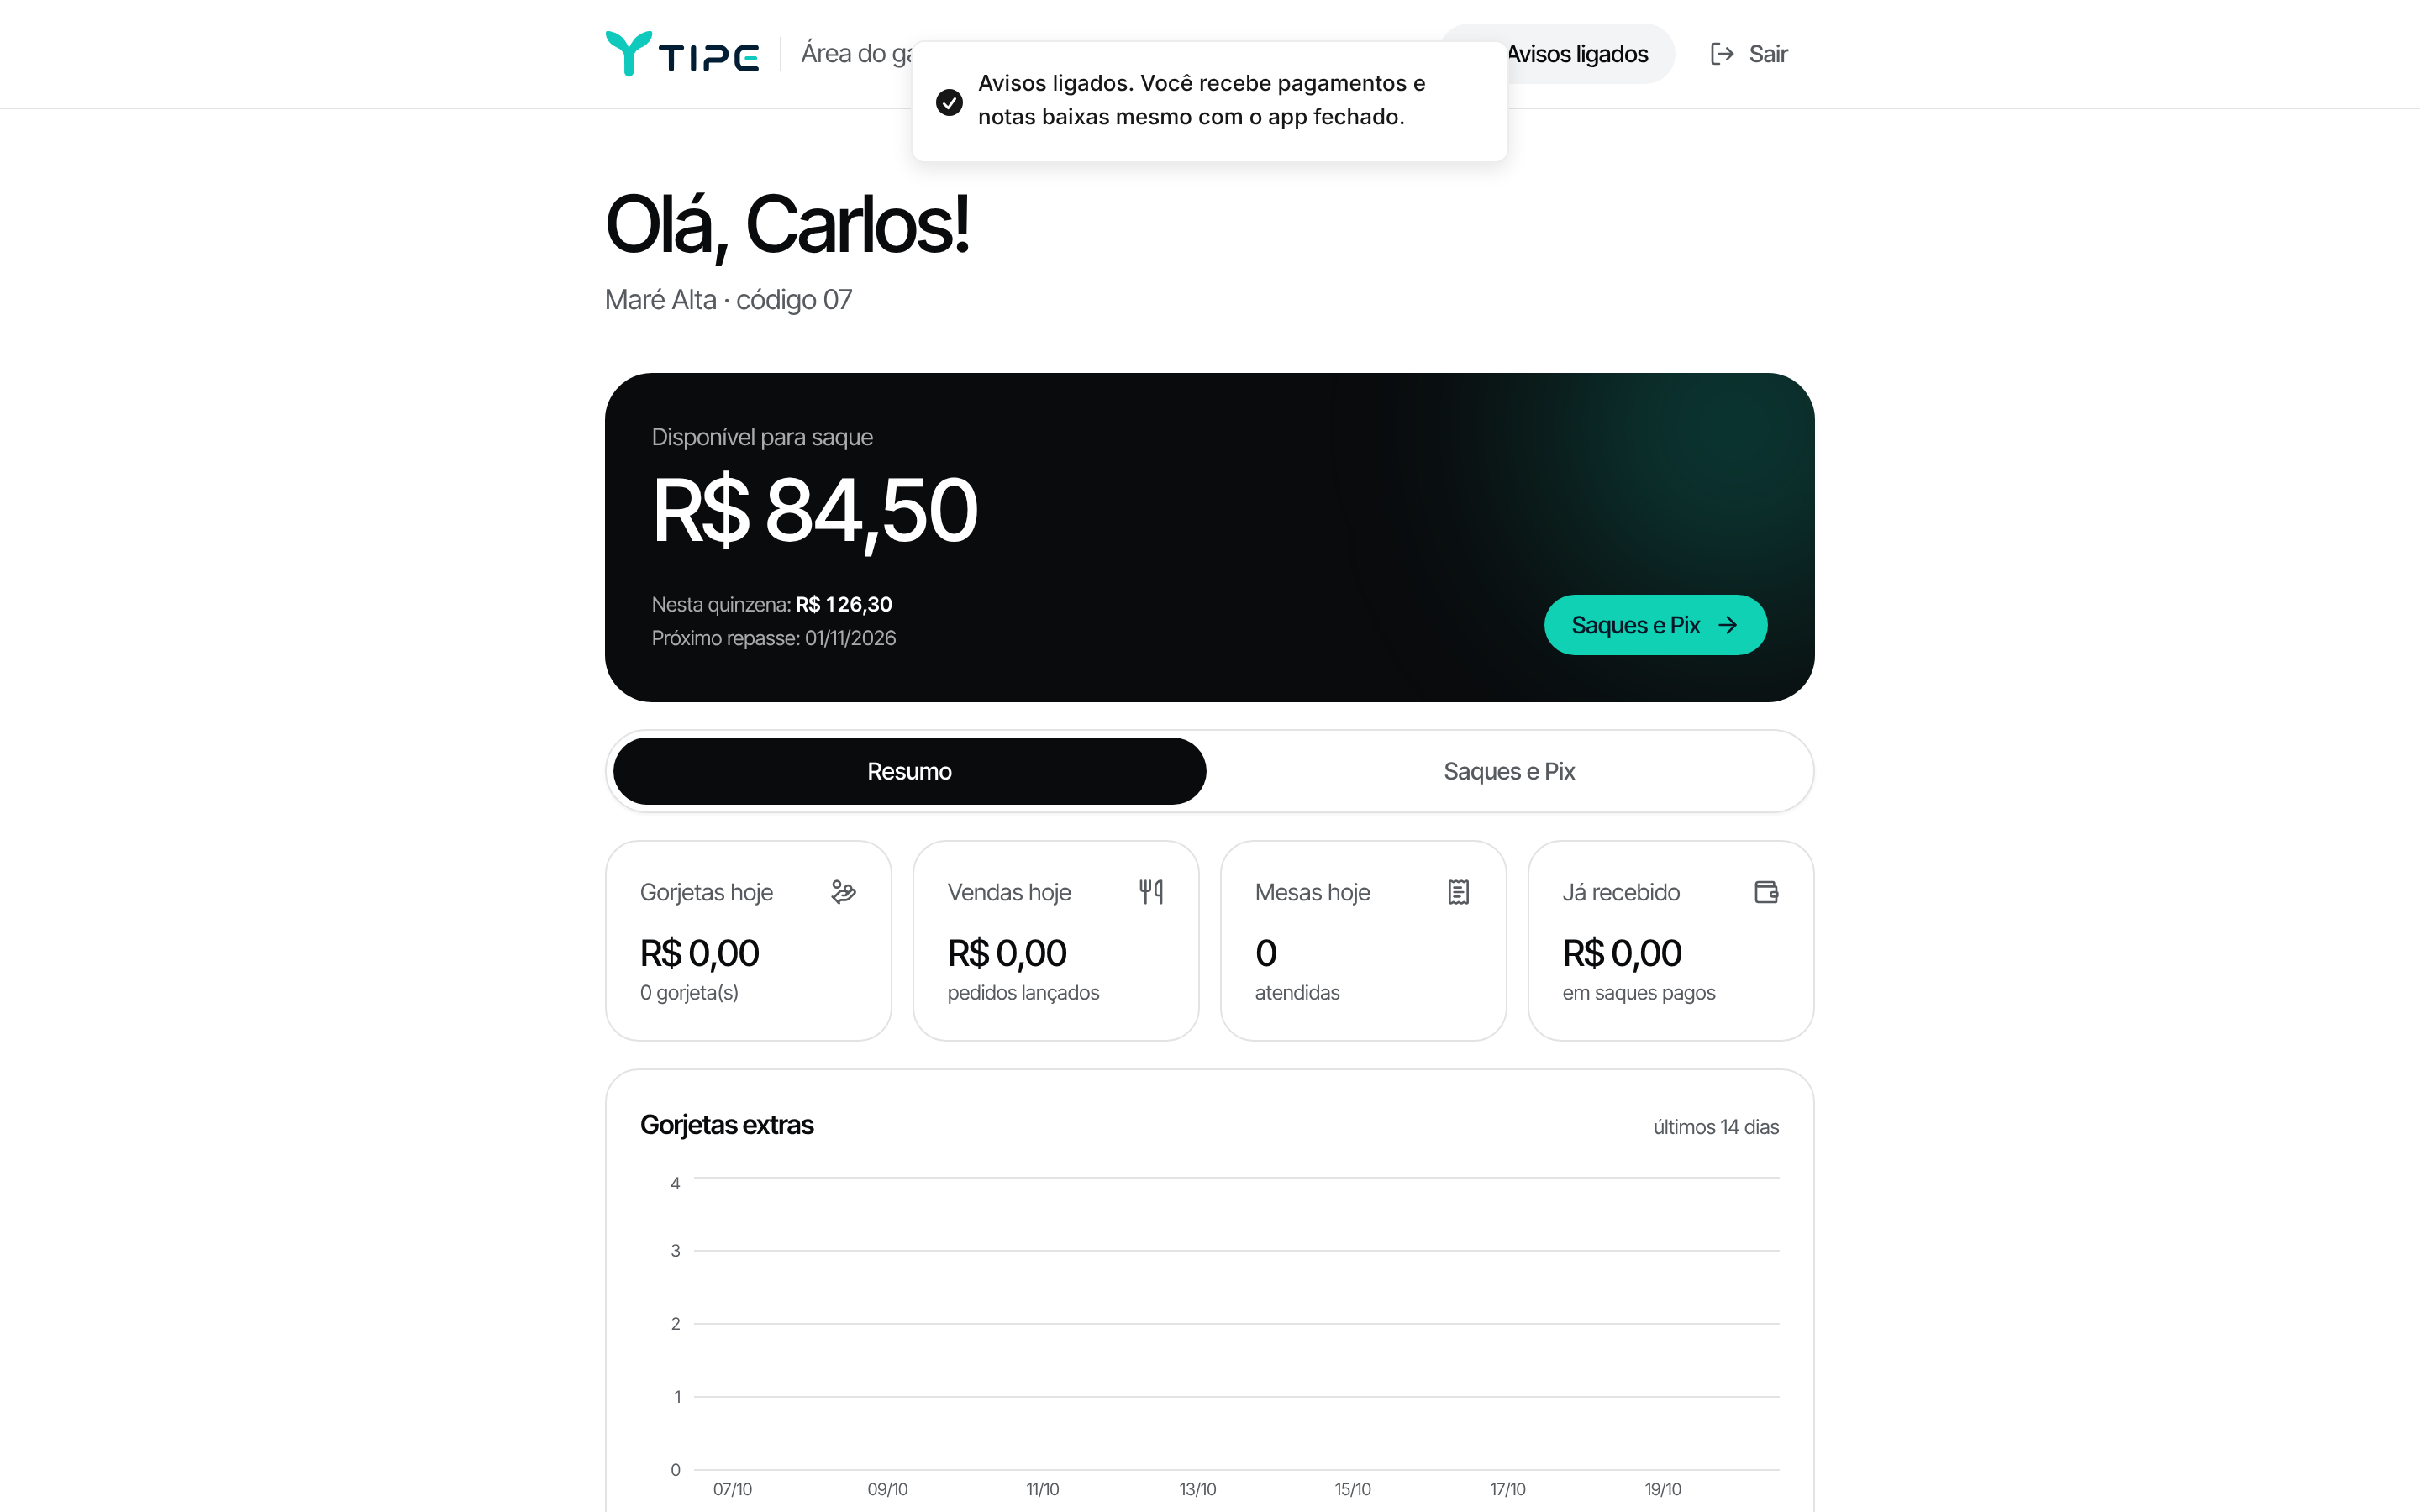 TIPE
Área do
Avisos ligados
Sair
Avisos ligados. Você recebe pagamentos e
notas baixas mesmo com o app fechado.
Olá, Carlos!
Maré Alta · código 07
Disponível para saque
R$ 84,50
Nesta quinzena: R$ 126,30
Próximo repasse: 01/11/2026
Saques e Pix
Resumo
Saques e Pix
Gorjetas hoje
R$ 0,00
0 gorjeta(s)
Vendas hoje
R$ 0,00
pedidos lançados
Mesas hoje
0
atendidas
Já recebido
R$ 0,00
em saques pagos
Gorjetas extras
últimos 14 dias
4
3
2
1
0
07/10
09/10
11/10
13/10
15/10
17/10
19/10